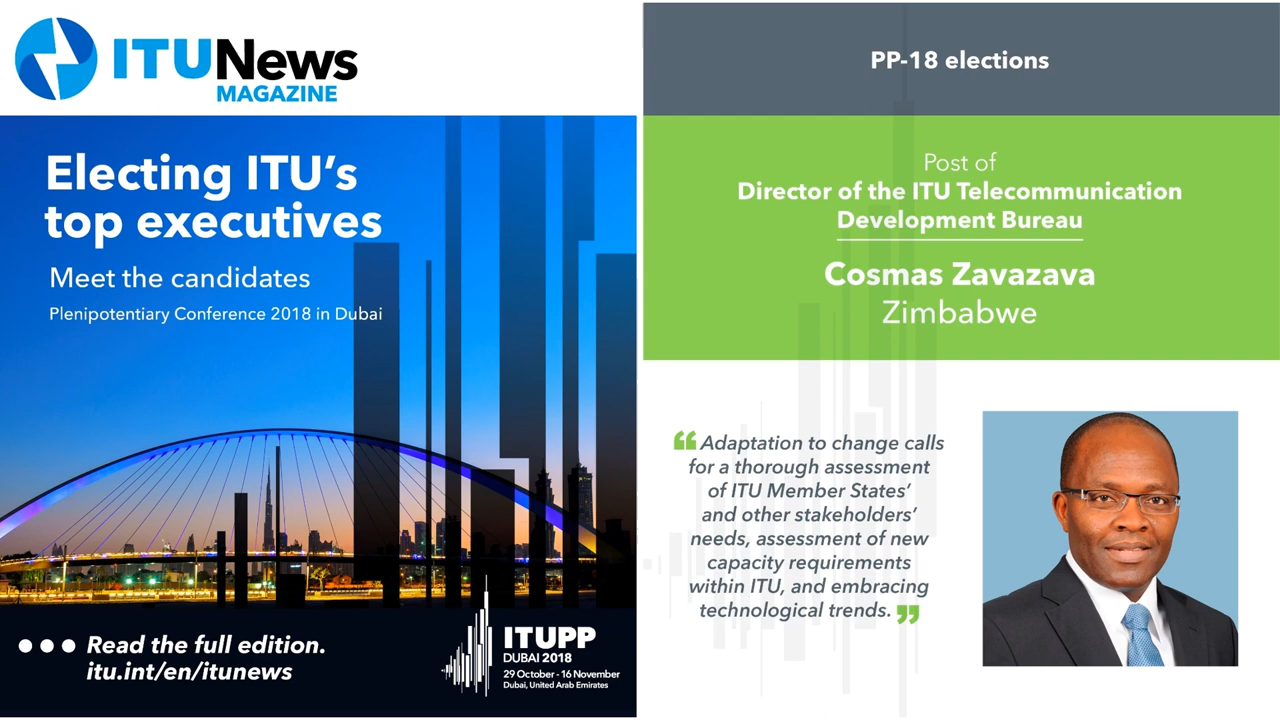 ITUNews
MAGAZINE
Electing ITU's
top executives
Meet the candidates
Plenipotentiary Conference 2018 in Dubai
Read the full edition.
itu.int/en/itunews
ITUPP
DUBAI 2018
29 October - 16 November
Dubai, United Arab Emirates
PP-18 elections
Post of
Director of the ITU Telecommunication
Development Bureau
Cosmas Zavazava
Zimbabwe
“Adaptation to change calls
for a thorough assessment
of ITU Member States’
and other stakeholders’
needs, assessment of new
capacity requirements
within ITU, and embracing
technological trends.”